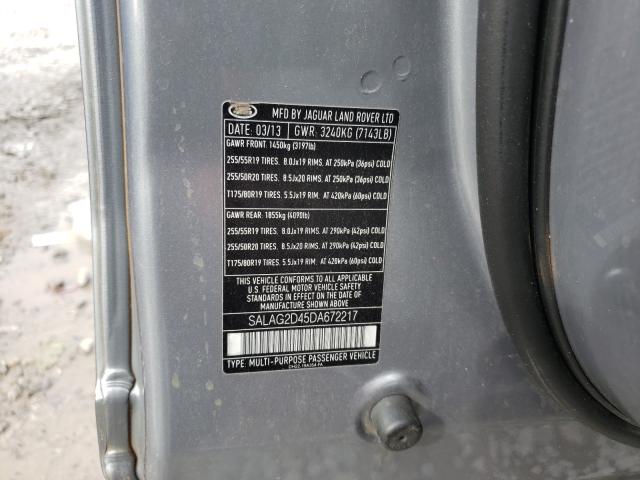 MFD BY JAGUAR LAND ROVER LTD
DATE: 03/13 GWR: 3240KG (7143LB)
GAWR FRONT: 1450kg (3197lb)
255/55R19 TIRES. 8.0Jx19 RIMS. AT 250kPa (36psi) COLD
255/50R20 TIRES. 8.5Jx20 RIMS. AT 250kPa (36psi) COLD
T175/80R19 TIRES. 5.5Jx19 RIM. AT 420kPa (60psi) COLD
GAWR REAR: 1855kg (4090lb)
255/55R19 TIRES. 8.0Jx19 RIMS. AT 290kPa (42psi) COLD
255/50R20 TIRES. 8.5Jx20 RIMS. AT 290kPa (42psi) COLD
T175/80R19 TIRES. 5.5Jx19 RIM. AT 420kPa (60psi) COLD
THIS VEHICLE CONFORMS TO ALL APPLICABLE
U.S. FEDERAL MOTOR VEHICLE SAFETY
STANDARDS IN EFFECT ON THE DATE OF
MANUFACTURE SHOWN ABOVE
SALAG2D45DA672217
TYPE: MULTI-PURPOSE PASSENGER VEHICLE